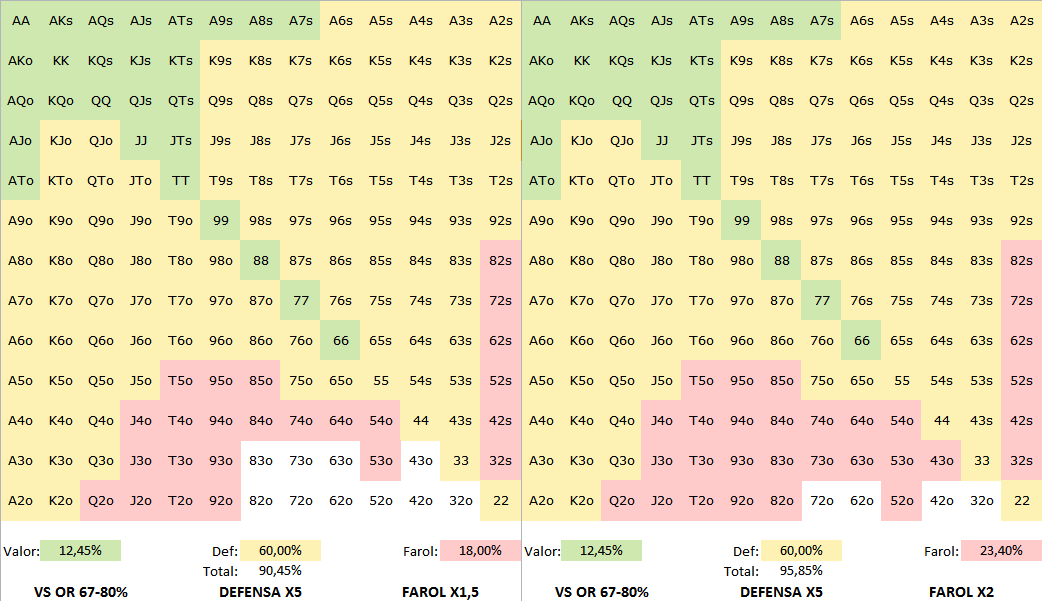 AA AKs AQs AJs ATs A9s A8s A7s A6s A5s A4s A3s A2s AA AKs AQs AJs ATs A9s A8s A7s A6s A5s A4s A3s A2s
AKo KK KQs KJs KTs K9s K8s K7s K6s K5s K4s K3s K2s AKo KK KQs KJs KTs K9s K8s K7s K6s K5s K4s K3s K2s
AQo KQo QQ QJs QTs Q9s Q8s Q7s Q6s Q5s Q4s Q3s Q2s AQo KQo QQ QJs QTs Q9s Q8s Q7s Q6s Q5s Q4s Q3s Q2s
AJo KJo QJo JJ JTs J9s J8s J7s J6s J5s J4s J3s J2s AJo KJo QJo JJ JTs J9s J8s J7s J6s J5s J4s J3s J2s
ATo KTo QTo JTo TT T9s T8s T7s T6s T5s T4s T3s T2s ATo KTo QTo JTo TT T9s T8s T7s T6s T5s T4s T3s T2s
A9o K9o Q9o J9o T9o 99 98s 97s 96s 95s 94s 93s 92s A9o K9o Q9o J9o T9o 99 98s 97s 96s 95s 94s 93s 92s
A8o K8o Q8o J8o T8o 98o 88 87s 86s 85s 84s 83s 82s A8o K8o Q8o J8o T8o 98o 88 87s 86s 85s 84s 83s 82s
A7o K7o Q7o J7o T7o 97o 87o 77 76s 75s 74s 73s 72s A7o K7o Q7o J7o T7o 97o 87o 77 76s 75s 74s 73s 72s
A6o K6o Q6o J6o T6o 96o 86o 76o 66 65s 64s 63s 62s A6o K6o Q6o J6o T6o 96o 86o 76o 66 65s 64s 63s 62s
A5o K5o Q5o J5o T5o 95o 85o 75o 65o 55 54s 53s 52s A5o K5o Q5o J5o T5o 95o 85o 75o 65o 55 54s 53s 52s
A4o K4o Q4o J4o T4o 94o 84o 74o 64o 54o 44 43s 42s A4o K4o Q4o J4o T4o 94o 84o 74o 64o 54o 44 43s 42s
A3o K3o Q3o J3o T3o 93o 83o 73o 63o 53o 43o 33 32s A3o K3o Q3o J3o T3o 93o 83o 73o 63o 53o 43o 33 32s
A2o K2o Q2o J2o T2o 92o 82o 72o 62o 52o 42o 32o 22 A2o K2o Q2o J2o T2o 92o 82o 72o 62o 52o 42o 32o 22
Valor: 12,45% Def: 60,00% Farol: 18,00% Valor: 12,45% Def: 60,00% Farol: 23,40%
Total: 90,45% Total: 95,85%
VS OR 67-80% DEFENSA X5 FAROL X1,5 VS OR 67-80% DEFENSA X5 FAROL X2